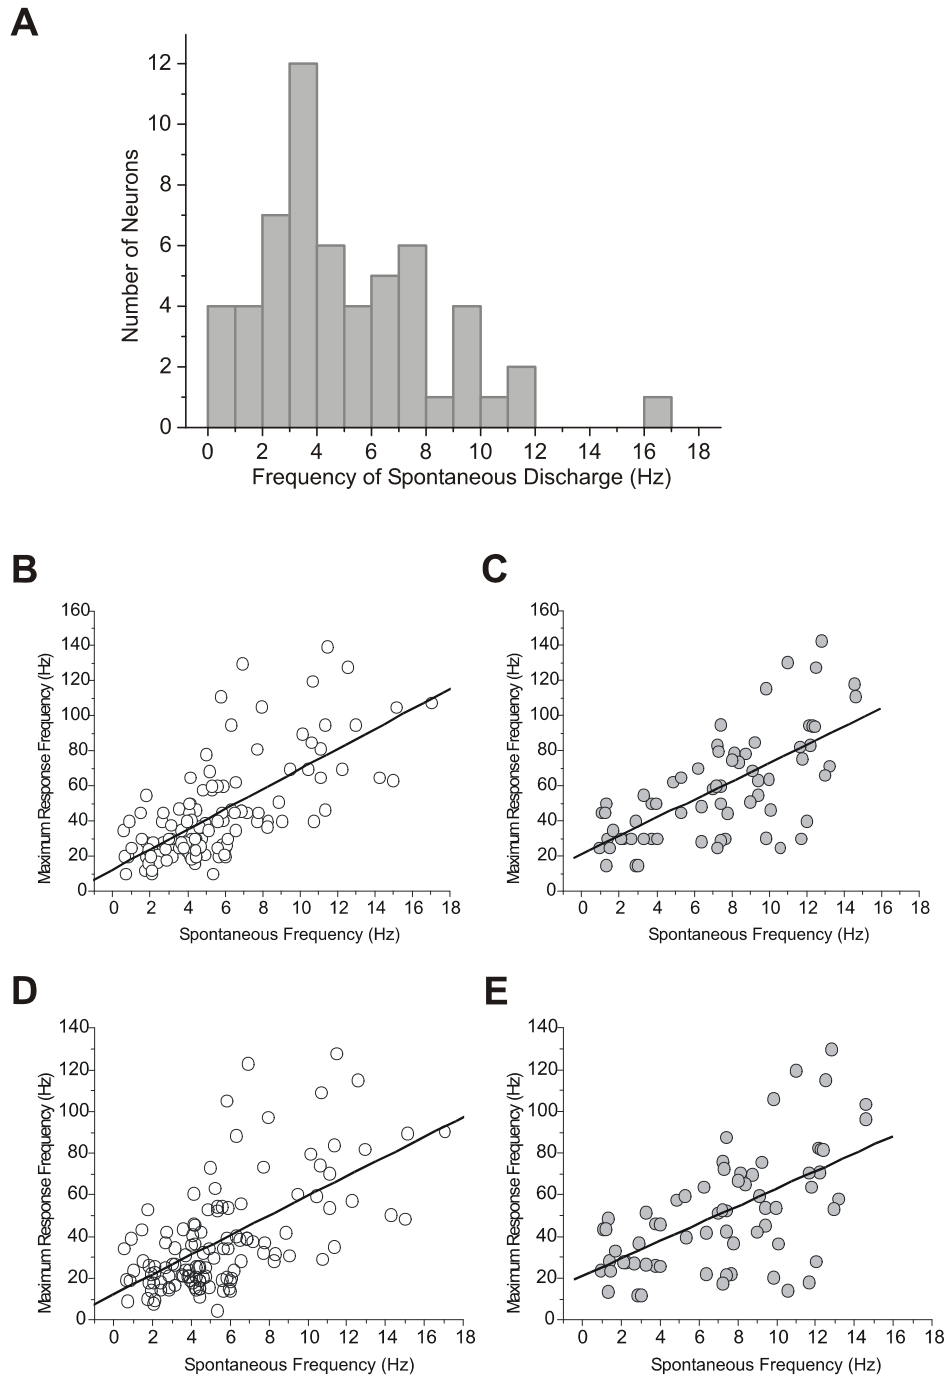 A
Number of Neurons
12
10
8
6
4
2
0
0 2 4 6 8 10 12 14 16 18
Frequency of Spontaneous Discharge (Hz)
B
Maximum Response Frequency (Hz)
160
140
120
100
80
60
40
20
0
0 2 4 6 8 10 12 14 16 18
Spontaneous Frequency (Hz)
C
Maximum Response Frequency (Hz)
160
140
120
100
80
60
40
20
0
0 2 4 6 8 10 12 14 16 18
Spontaneous Frequency (Hz)
D
Maximum Response Frequency (Hz)
140
120
100
80
60
40
20
0
0 2 4 6 8 10 12 14 16 18
Spontaneous Frequency (Hz)
E
Maximum Response Frequency (Hz)
140
120
100
80
60
40
20
0
0 2 4 6 8 10 12 14 16 18
Spontaneous Frequency (Hz)